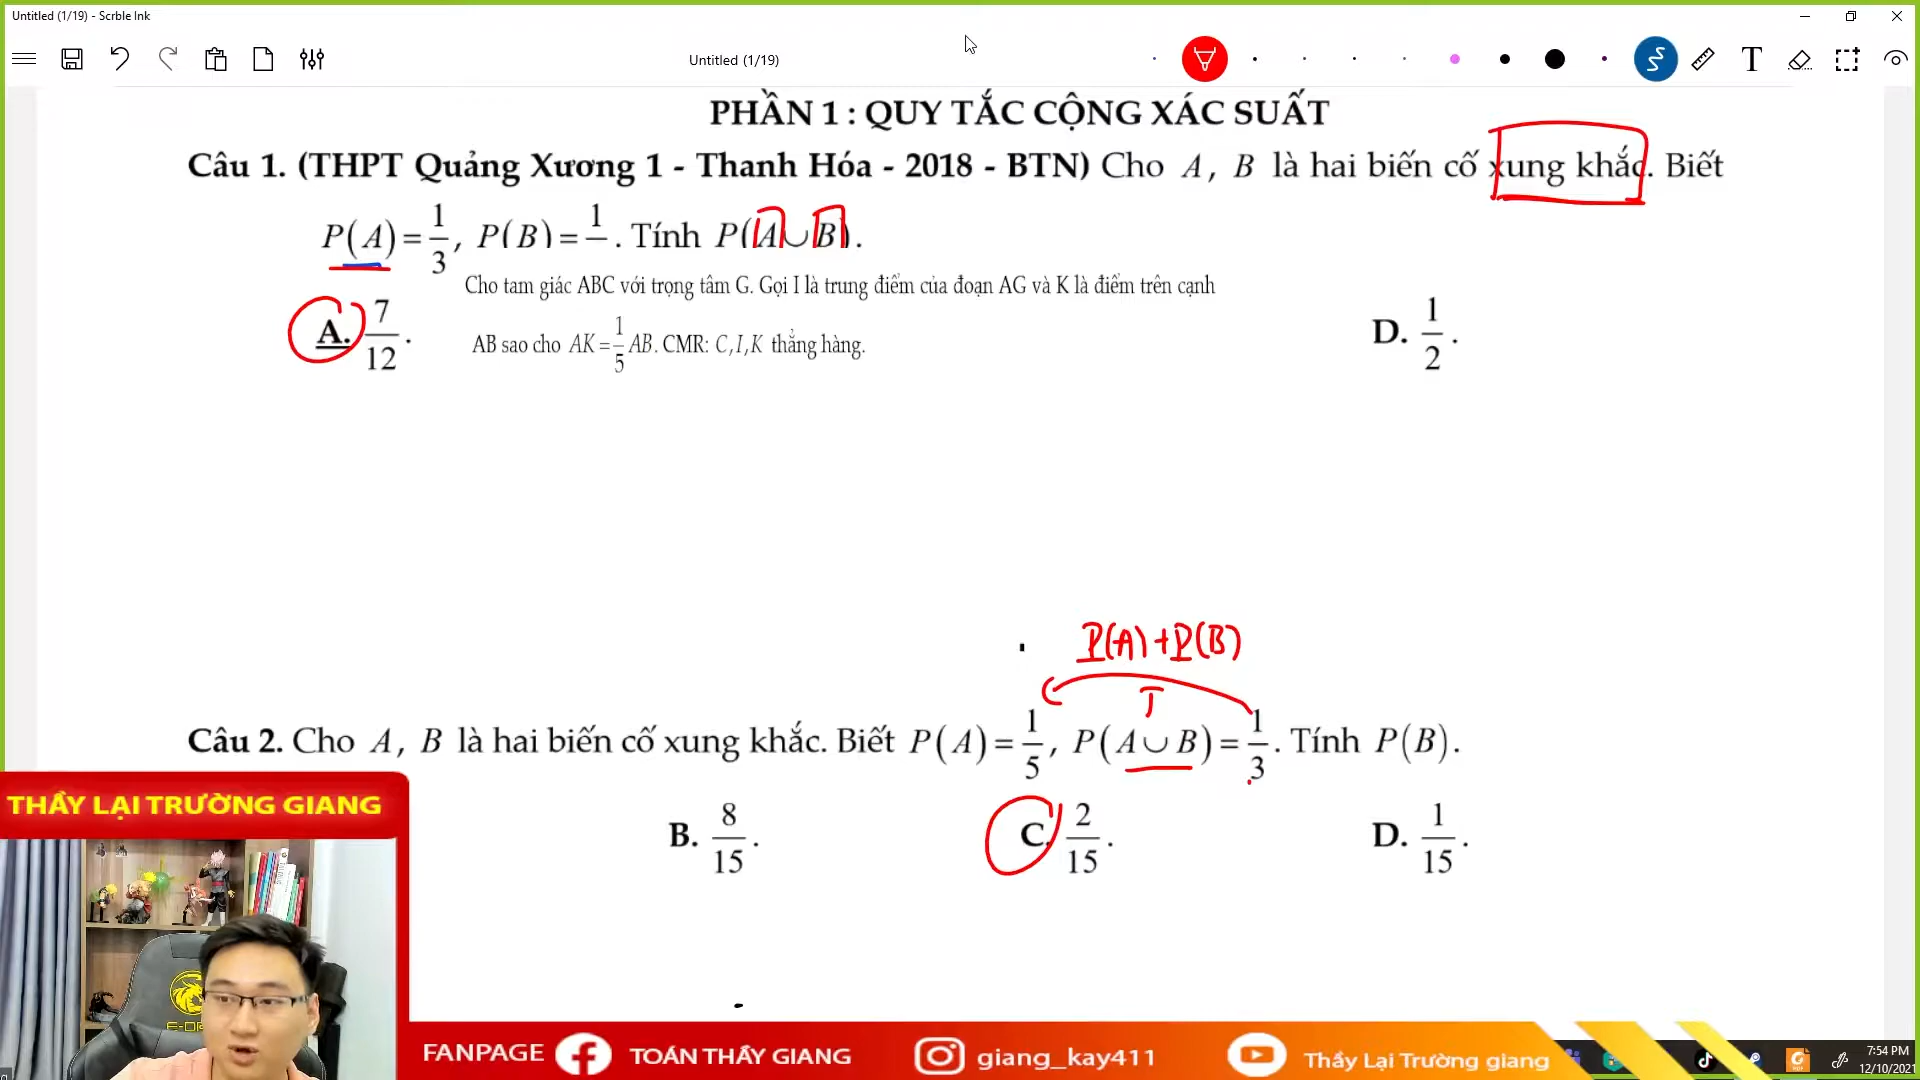 Untitled (1/19) - Scrble Ink
Untitled (1/19)
PHẦN 1 : QUY TẮC CỘNG XÁC SUẤT
Câu 1. (THPT Quảng Xương 1 - Thanh Hóa - 2018 - BTN) Cho A, B là hai biến cố xung khắc. Biết
P(A) = 1/3, P(B) = 1 . Tính P(A∪B).
Cho tam giác ABC với trọng tâm G. Gọi I là trung điểm của đoạn AG và K là điểm trên cạnh
AB sao cho AK = 1/5 AB. CMR: C, I, K thẳng hàng.
A. 7/12. D. 1/2.
P(A)+P(B)
Câu 2. Cho A, B là hai biến cố xung khắc. Biết P(A) = 1/5, P(A∪B) = 1/3. Tính P(B).
B. 8/15. C. 2/15. D. 1/15.
THẦY LẠI TRƯỜNG GIANG
FANPAGE TOÁN THẦY GIANG giang_kay411 Thầy Lại Trường giang
7:54 PM
12/10/2021